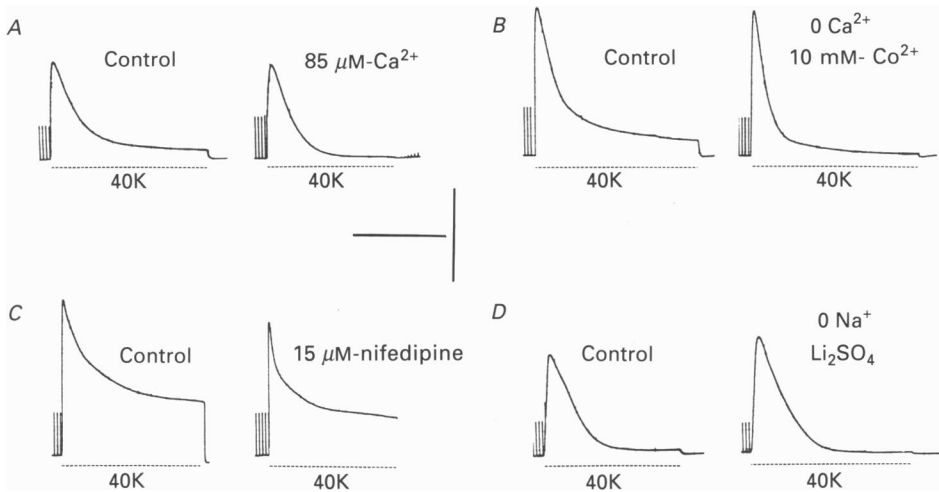 A
Control
85 μM-Ca²⁺
40K
40K
B
Control
0 Ca²⁺
10 mM- Co²⁺
40K
40K
C
Control
15 μM-nifedipine
40K
40K
D
Control
0 Na⁺
Li₂SO₄
40K
40K